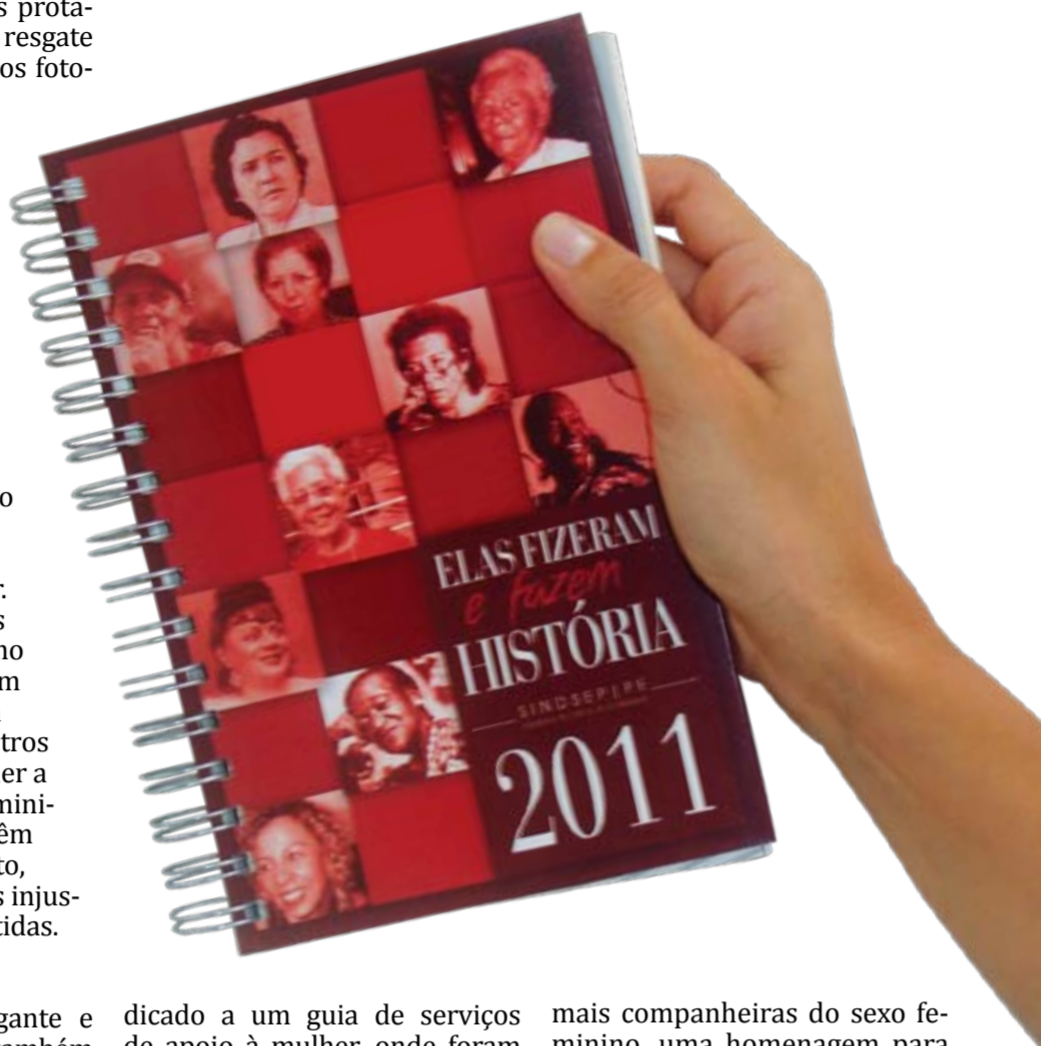 s prota-
resgate
os foto-
o
r.
s
no
m
tros
er a
mini-
êm
to,
s injus-
tidas.
ELAS FIZERAM
e fazem
HISTÓRIA
SINDSEPEPE
2011
gante e
também
dicado a um guia de serviços
de apoio à mulher, onde foram
mais companheiras do sexo fe-
minino, uma homenagem para